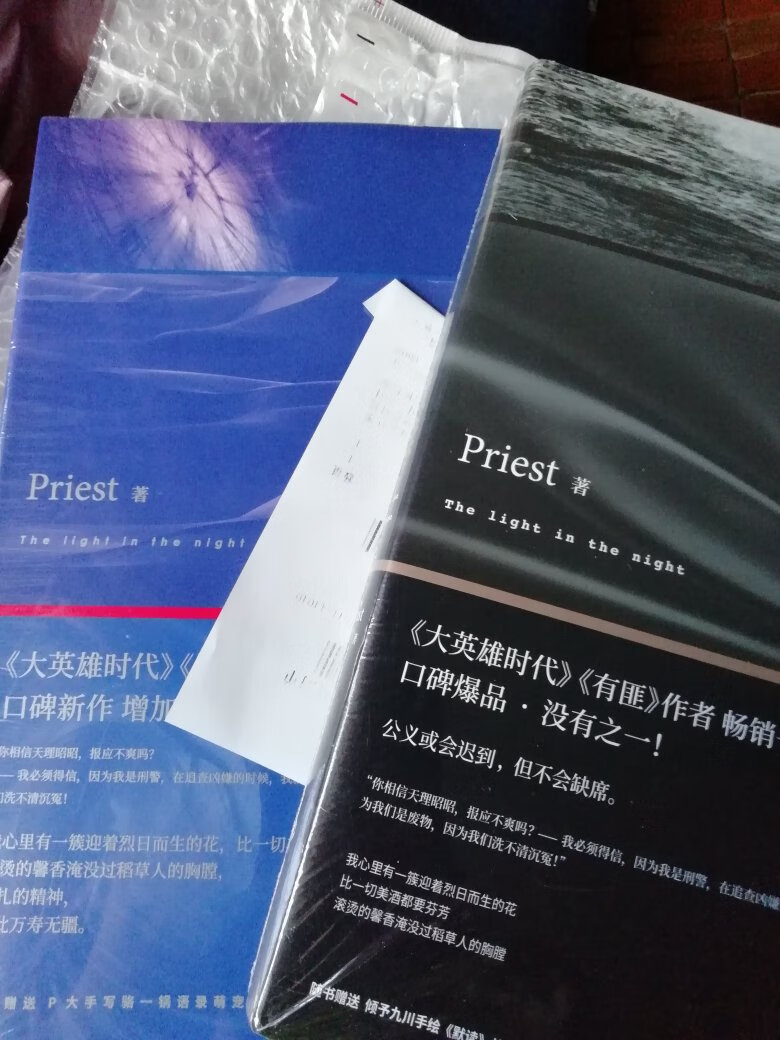 Priest 著
The light in the night
《大英雄时代》《
口碑新作 增加
你相信天理昭昭，报应不爽吗？
—— 我必须得信，因为我是刑警，在追查凶嫌的时候，我
们洗不清沉冤！
心里有一簇迎着烈日而生的花，比一切
烫的馨香淹没过稻草人的胸膛，
扎的精神，
此万寿无疆。
赠送 P大手写骆一锅语录萌宠
Priest 著
The light in the night
《大英雄时代》《有匪》作者 畅销
口碑爆品·没有之一！
公义或会迟到，但不会缺席。
“你相信天理昭昭，报应不爽吗？—— 我必须得信，因为我是刑警，在追查凶嫌
为我们是废物，因为我们洗不清沉冤！”
我心里有一簇迎着烈日而生的花
比一切美酒都要芬芳
滚烫的馨香淹没过稻草人的胸膛
随书赠送 倾予九川手绘《默读》